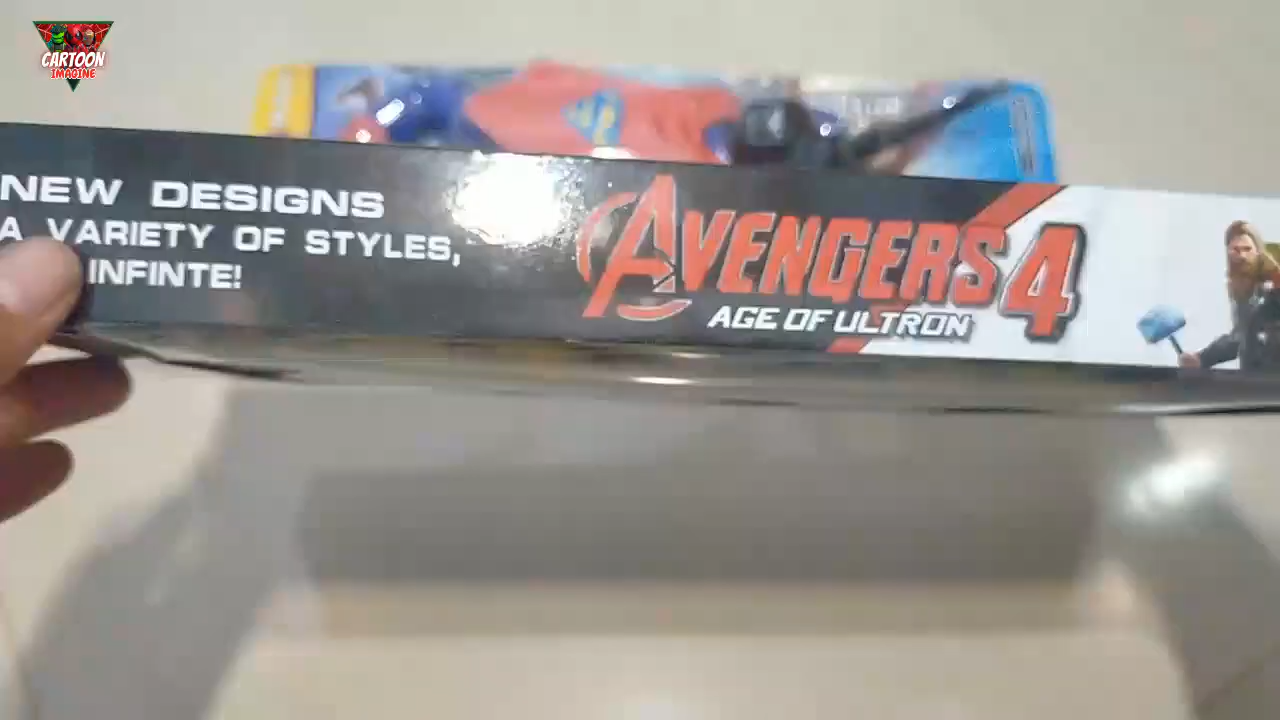 CARTOON
IMAGINE
NEW DESIGNS
A VARIETY OF STYLES,
INFINTE!
AVENGERS 4
AGE OF ULTRON